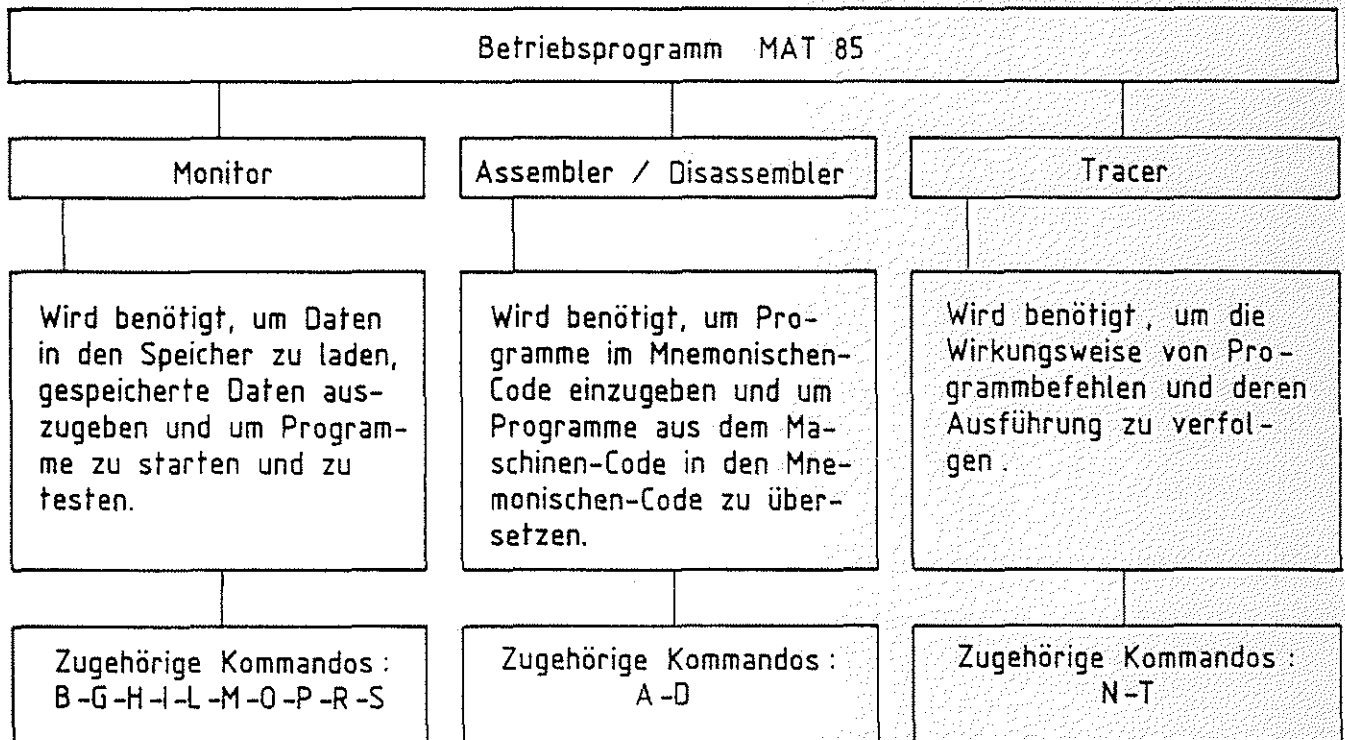 Betriebsprogramm MAT 85
Monitor
Assembler / Disassembler
Tracer
Wird benötigt, um Daten
in den Speicher zu laden,
gespeicherte Daten aus-
zugeben und um Program-
me zu starten und zu
testen.
Wird benötigt, um Pro-
gramme im Mnemonischen-
Code einzugeben und um
Programme aus dem Ma-
schinen-Code in den Mne-
monischen-Code zu über-
setzen.
Wird benötigt, um die
Wirkungsweise von Pro-
grammbefehlen und deren
Ausführung zu verfol-
gen.
Zugehörige Kommandos:
B-G-H-I-L-M-O-P-R-S
Zugehörige Kommandos:
A-D
Zugehörige Kommandos:
N-T